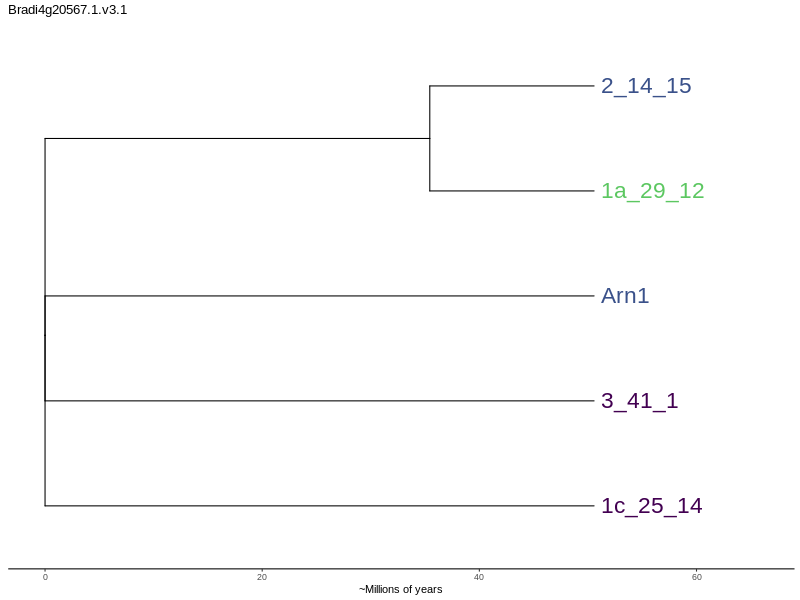 Bradi4g20567.1.v3.1
2_14_15
1a_29_12
Arn1
3_41_1
1c_25_14
0 20 40 60
~Millions of years